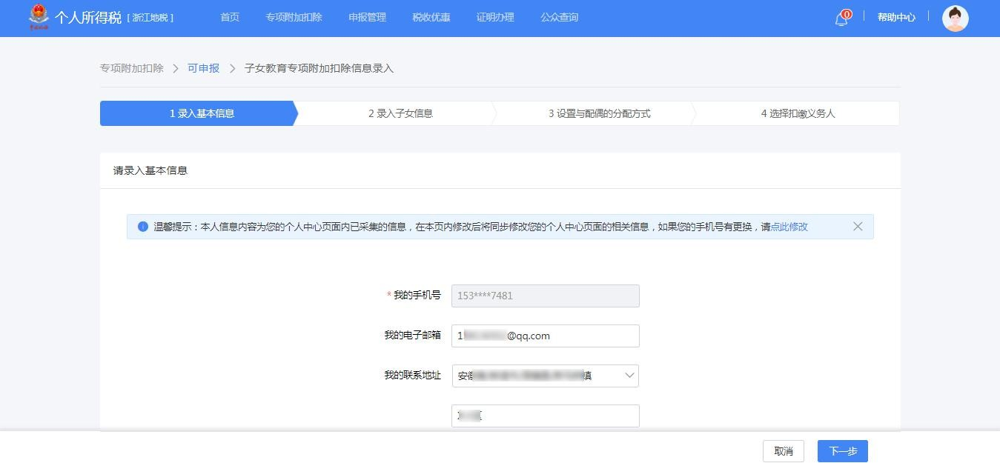 个人所得税 [ 浙江地税 ] 首页 专项附加扣除 申报管理 税收优惠 证明办理 公众查询 0 帮助中心
专项附加扣除 > 可申报 > 子女教育专项附加扣除信息录入
1 录入基本信息 2 录入子女信息 3 设置与配偶的分配方式 4 选择扣缴义务人
请录入基本信息
温馨提示：本人信息内容为您的个人中心页面内已采集的信息，在本页内修改后将同步修改您的个人中心页面的相关信息，如果您的手机号有更换，请点此修改
* 我的手机号 153****7481
我的电子邮箱 1 @qq.com
我的联系地址 安 镇
取消 下一步